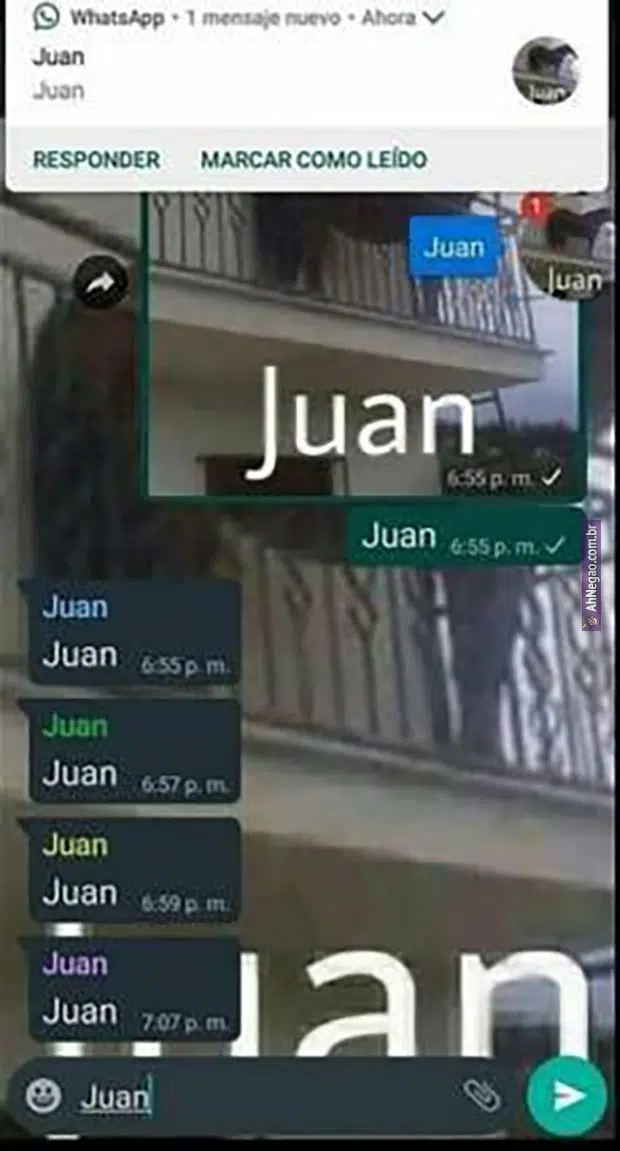 WhatsApp • 1 mensaje nuevo • Ahora
Juan
Juan
RESPONDER MARCAR COMO LEÍDO
1
Juan
Juan
Juan
6:55 p. m.
Juan 6:55 p. m.
AhNegao.com.br
Juan
Juan 6:55 p. m.
Juan
Juan 6:57 p. m.
Juan
Juan 6:59 p. m.
Juan
Juan 7:07 p. m.
uan
Juan